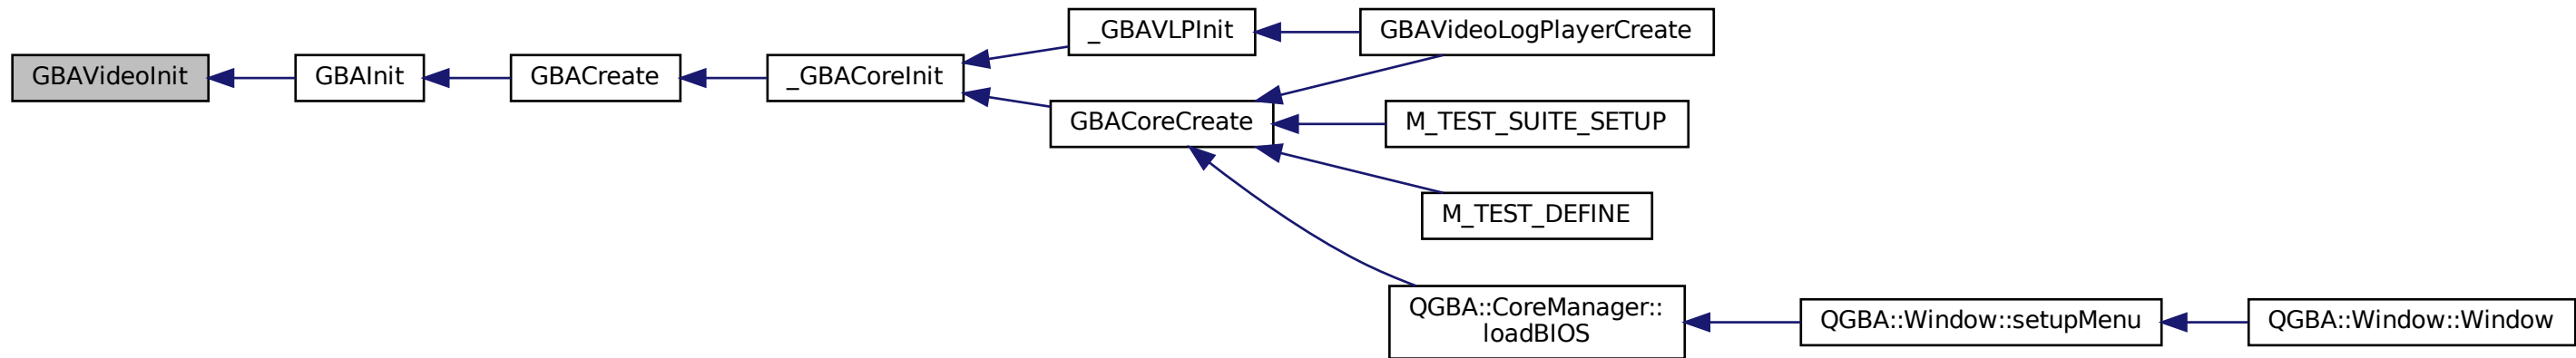 GBAVideoInit
GBAInit
GBACreate
_GBACoreInit
_GBAVLPInit
GBAVideoLogPlayerCreate
GBACoreCreate
M_TEST_SUITE_SETUP
M_TEST_DEFINE
QGBA::CoreManager::
loadBIOS
QGBA::Window::setupMenu
QGBA::Window::Window